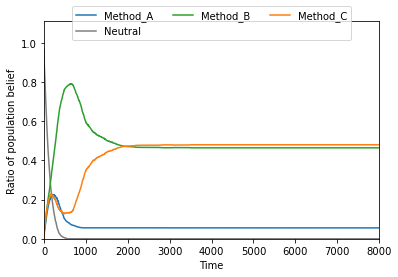 Method_A Method_B Method_C
Neutral
Ratio of population belief
1.0
0.8
0.6
0.4
0.2
0.0
0 1000 2000 3000 4000 5000 6000 7000 8000
Time